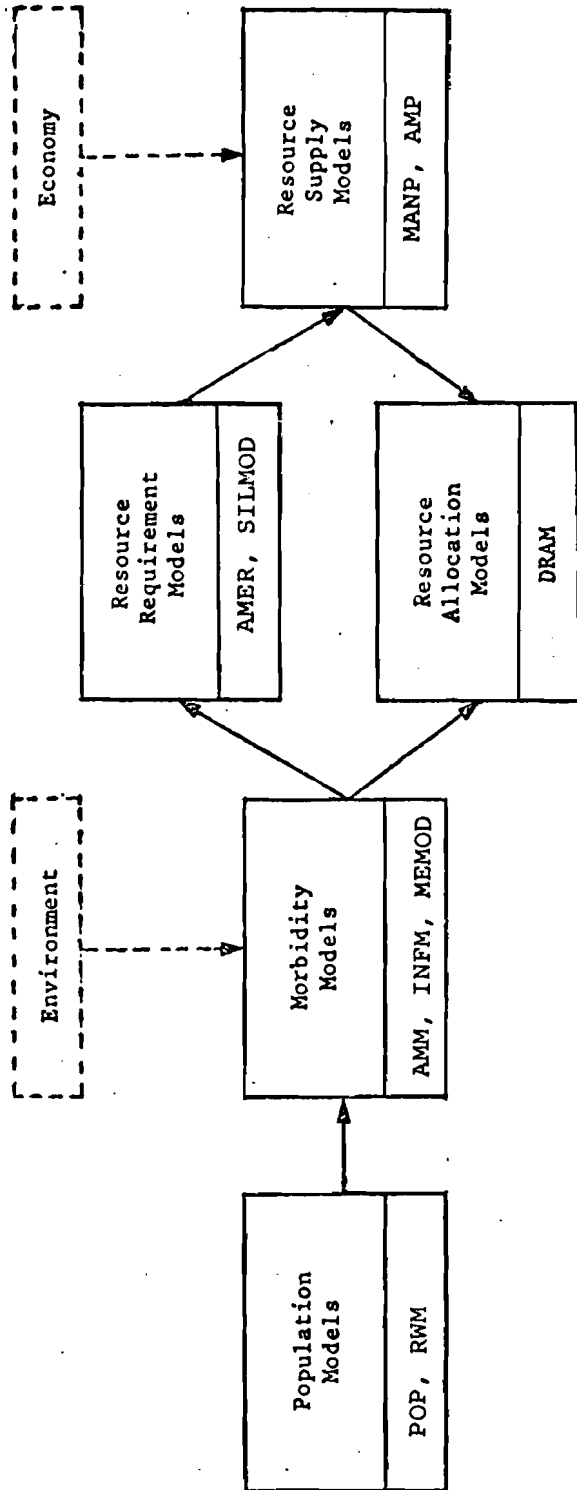 Environment
Economy
Population
Models
POP, RWM
Morbidity
Models
AMM, INFM, MEMOD
Resource
Requirement
Models
AMER, SILMOD
Resource
Allocation
Models
DRAM
Resource
Supply
Models
MANP, AMP